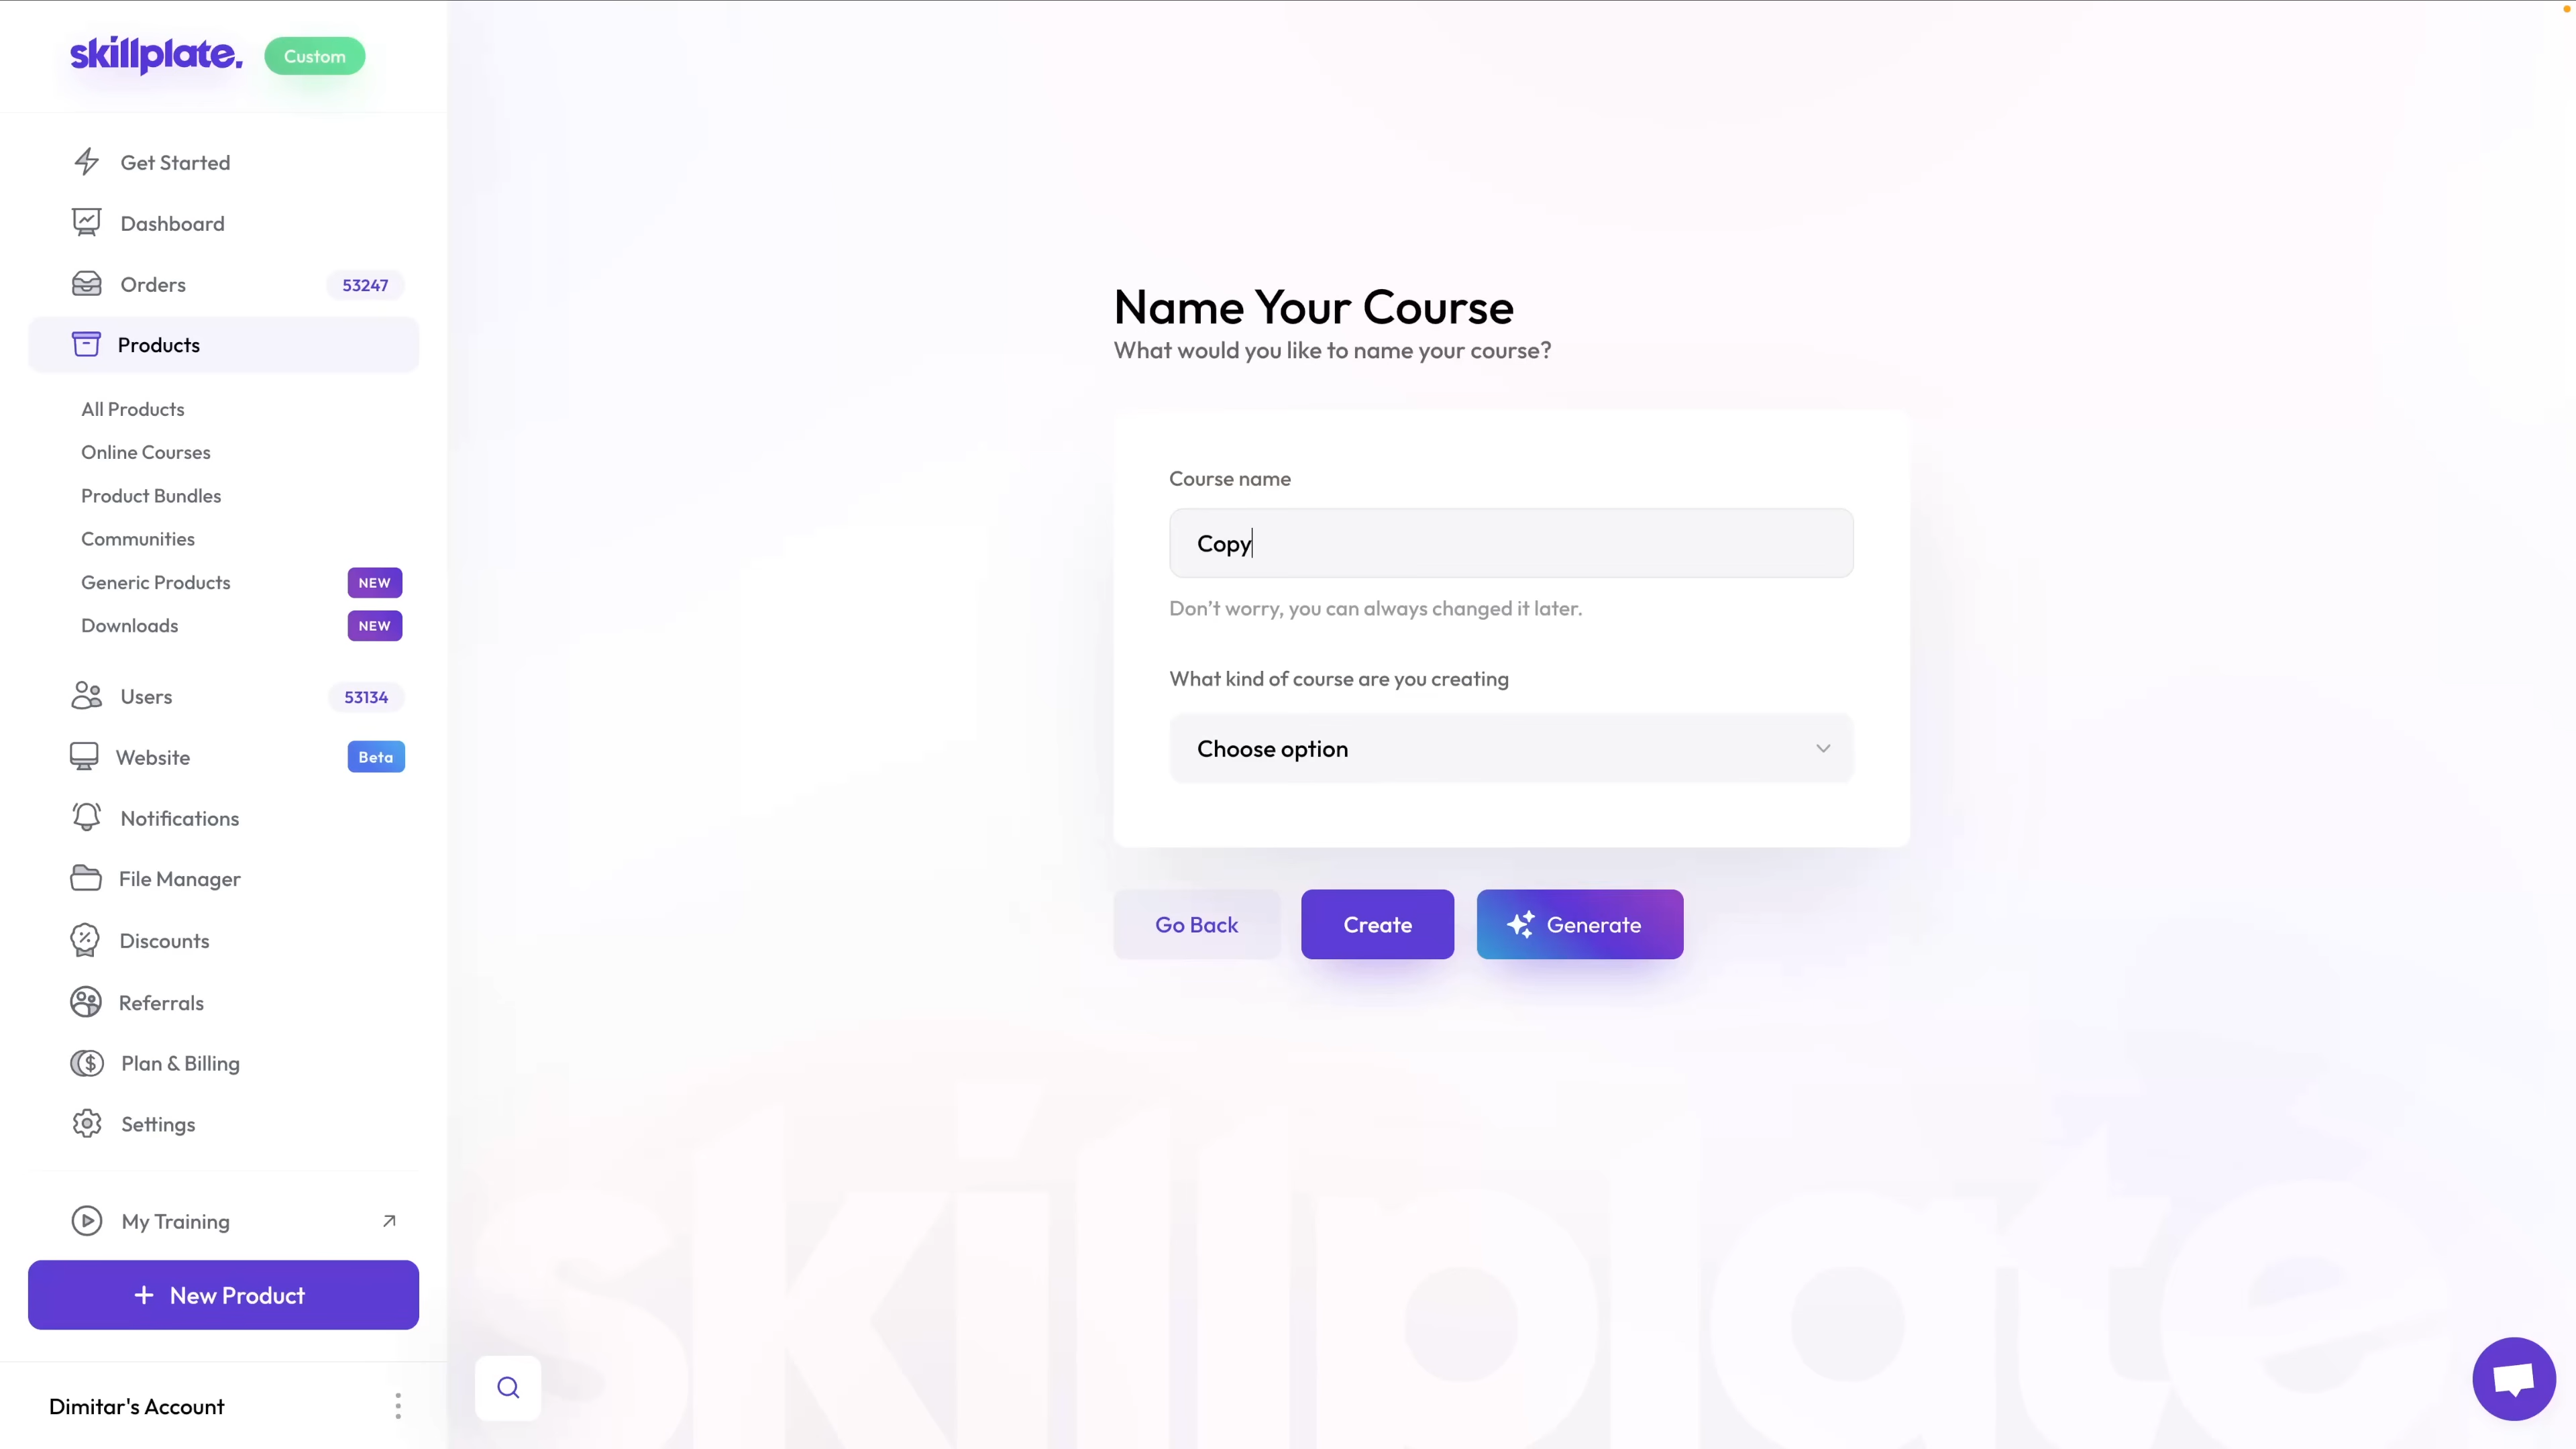 skillplate. Custom
Get Started
Dashboard
Orders 53247
Products
All Products
Online Courses
Product Bundles
Communities
Generic Products NEW
Downloads NEW
Users 53134
Website Beta
Notifications
File Manager
Discounts
Referrals
Plan & Billing
Settings
My Training
+ New Product
Dimitar's Account
Name Your Course
What would you like to name your course?
Course name
Copy
Don't worry, you can always changed it later.
What kind of course are you creating
Choose option
Go Back Create Generate
skillplate